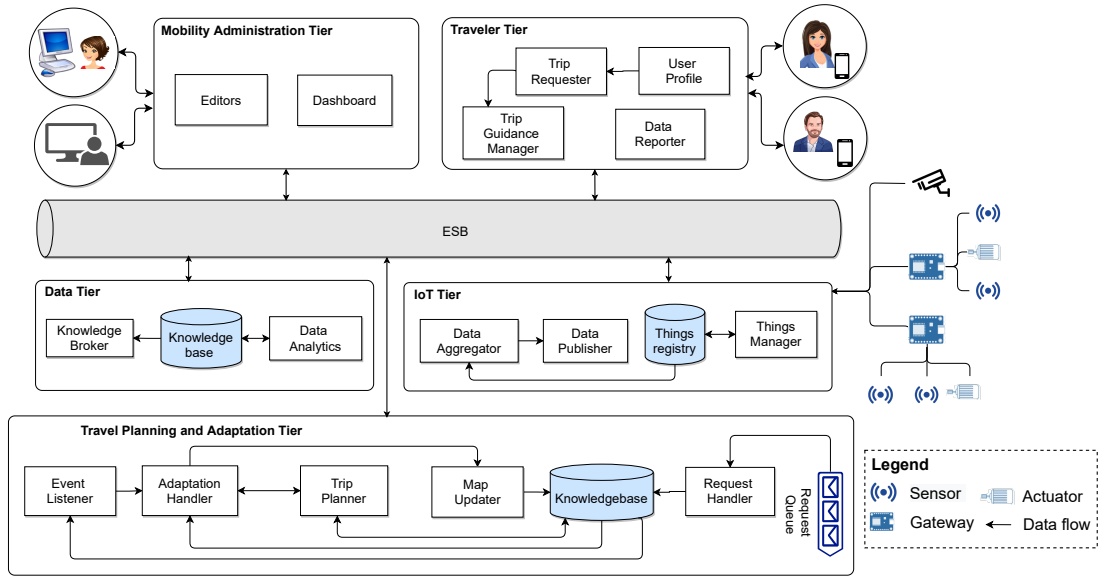 Mobility Administration Tier
Editors
Dashboard
Traveler Tier
Trip
Requester
User
Profile
Trip
Guidance
Manager
Data
Reporter
ESB
Data Tier
Knowledge
Broker
Knowledge
base
Data
Analytics
IoT Tier
Data
Aggregator
Data
Publisher
Things
registry
Things
Manager
Travel Planning and Adaptation Tier
Event
Listener
Adaptation
Handler
Trip
Planner
Map
Updater
Knowledgebase
Request
Handler
Request
Queue
Legend
Sensor
Actuator
Gateway
Data flow